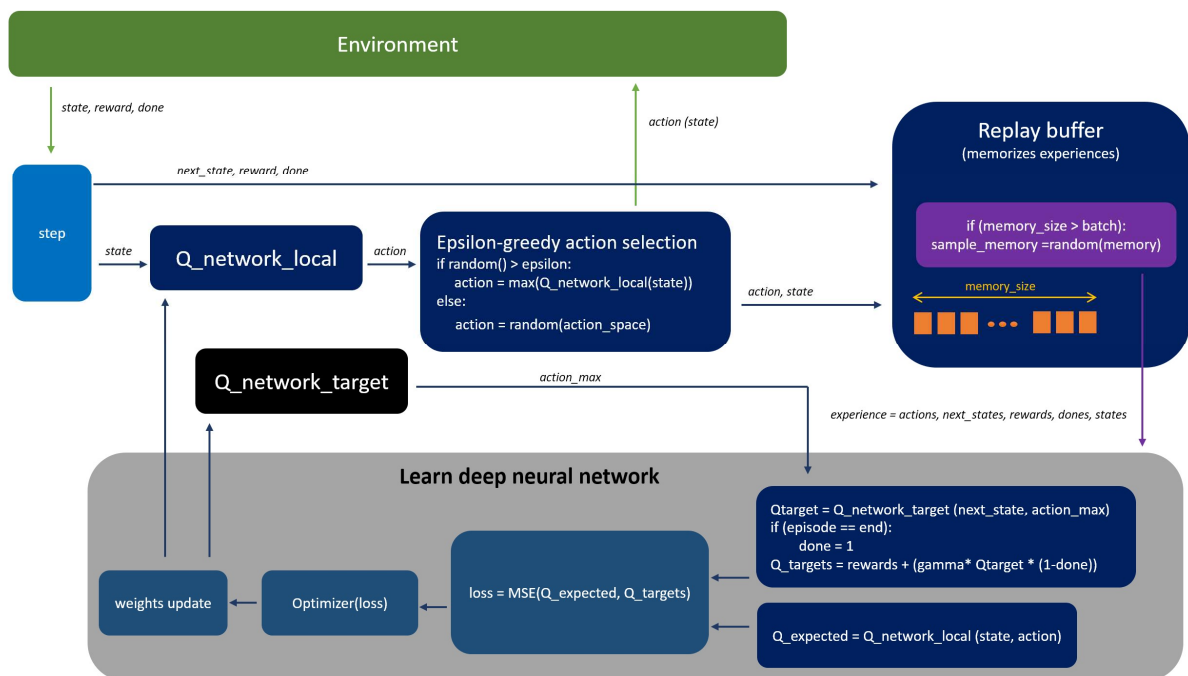 Environment
state, reward, done
action (state)
Replay buffer
(memorizes experiences)
next_state, reward, done
if (memory_size > batch):
sample_memory =random(memory)
step
state
Q_network_local
action
Epsilon-greedy action selection
if random() > epsilon:
action = max(Q_network_local(state))
else:
action = random(action_space)
action, state
memory_size
Q_network_target
action_max
experience = actions, next_states, rewards, dones, states
Learn deep neural network
Qtarget = Q_network_target (next_state, action_max)
if (episode == end):
done = 1
Q_targets = rewards + (gamma* Qtarget * (1-done))
weights update
Optimizer(loss)
loss = MSE(Q_expected, Q_targets)
Q_expected = Q_network_local (state, action)